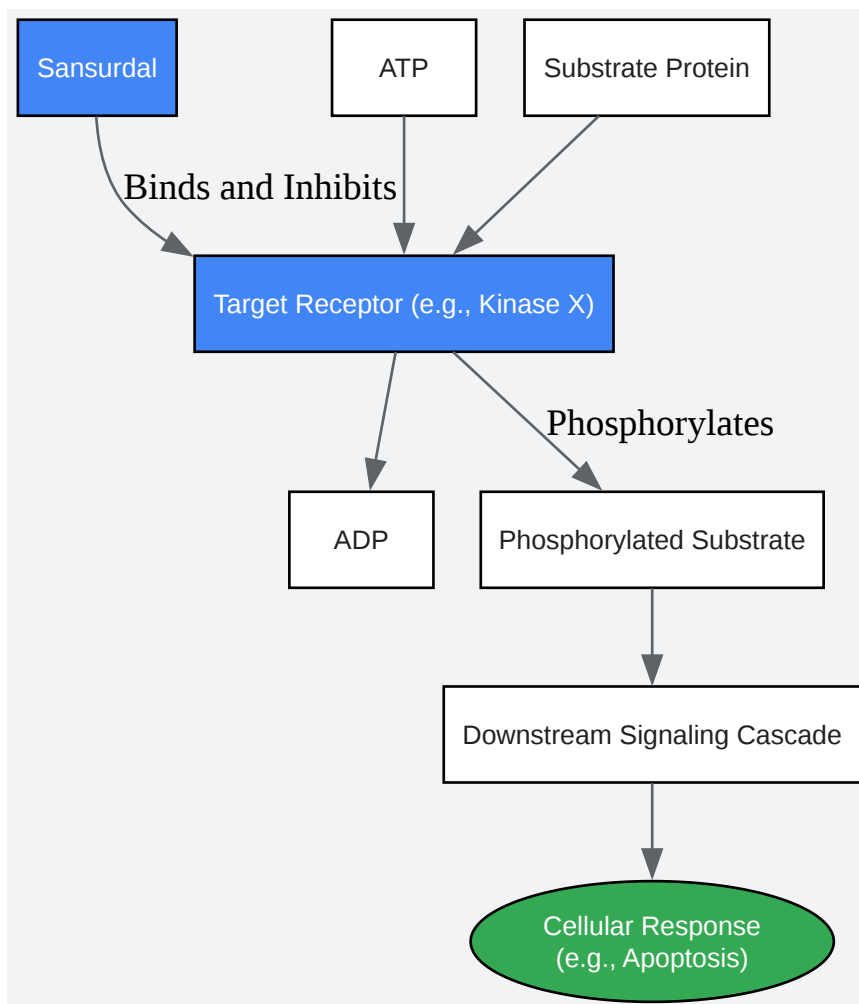 Sansurdal
ATP
Substrate Protein
Binds and Inhibits
Target Receptor (e.g., Kinase X)
Phosphorylates
ADP
Phosphorylated Substrate
Downstream Signaling Cascade
Cellular Response
(e.g., Apoptosis)